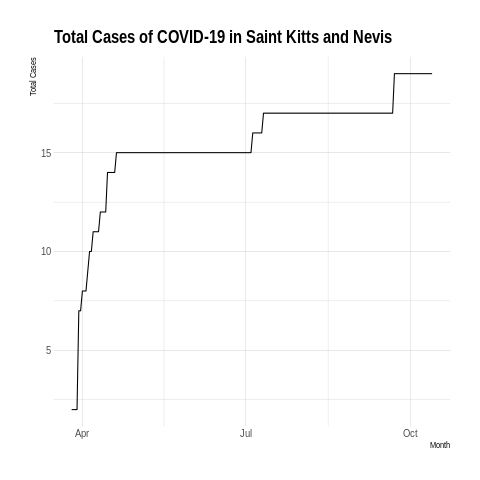 Total Cases of COVID-19 in Saint Kitts and Nevis
Total Cases
15
10
5
Apr Jul Oct
Month